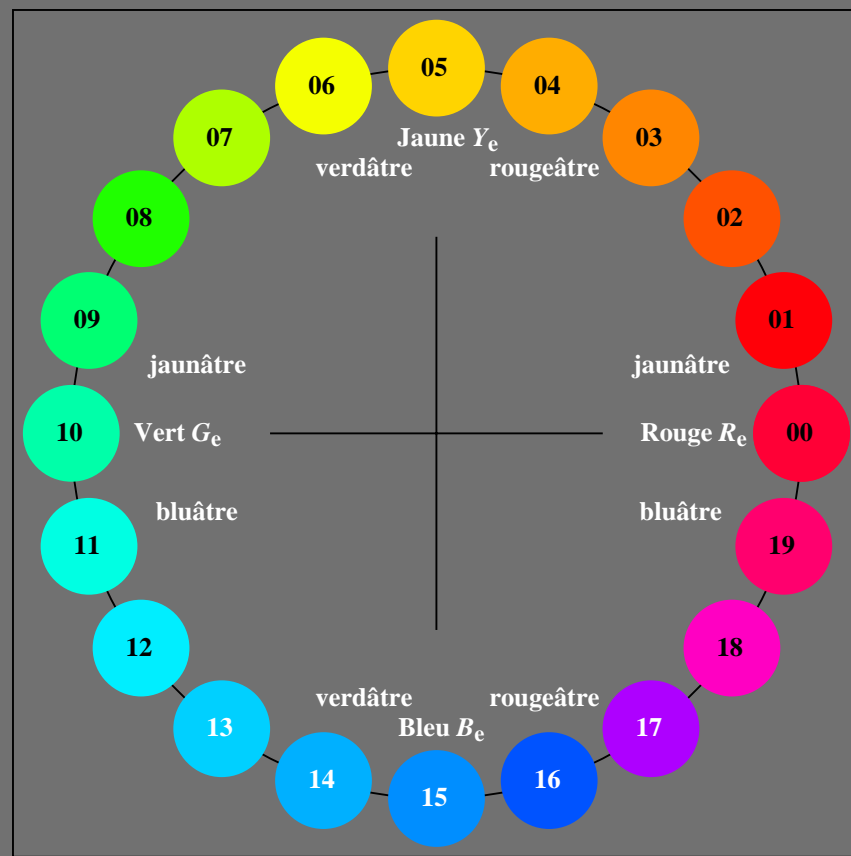 05
06
04
07
Jaune Ye
03
verdâtre
rougeâtre
08
02
09
01
jaunâtre
jaunâtre
10
Vert Ge
Rouge Re
00
bluâtre
bluâtre
11
19
12
18
verdâtre
rougeâtre
13
Bleu Be
17
14
16
15